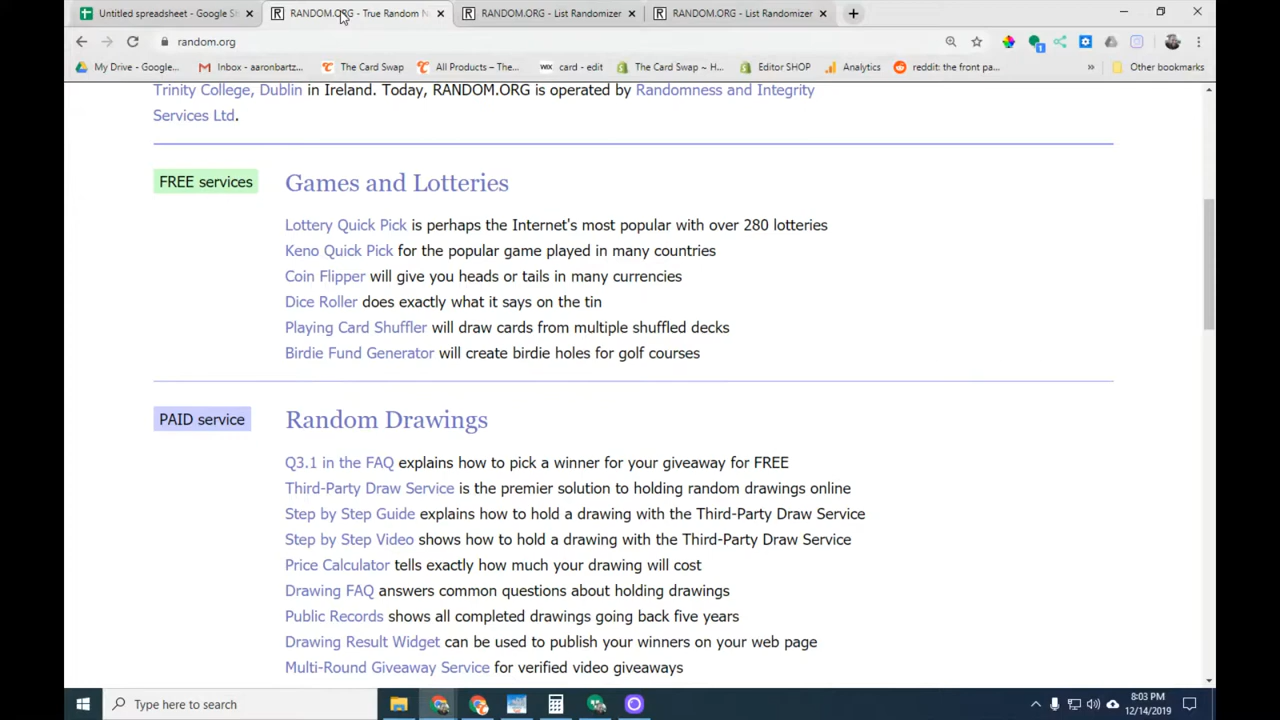 Untitled spreadsheet - Google Sh
RANDOM.ORG - True Random N
RANDOM.ORG - List Randomizer
RANDOM.ORG - List Randomizer
random.org
My Drive - Google...
Inbox - aaronbartz...
The Card Swap
All Products – The...
WIX card - edit
The Card Swap ~ H...
Editor SHOP
Analytics
reddit: the front pa...
»
Other bookmarks
Trinity College, Dublin in Ireland. Today, RANDOM.ORG is operated by Randomness and Integrity
Services Ltd.
FREE services
Games and Lotteries
Lottery Quick Pick is perhaps the Internet's most popular with over 280 lotteries
Keno Quick Pick for the popular game played in many countries
Coin Flipper will give you heads or tails in many currencies
Dice Roller does exactly what it says on the tin
Playing Card Shuffler will draw cards from multiple shuffled decks
Birdie Fund Generator will create birdie holes for golf courses
PAID service
Random Drawings
Q3.1 in the FAQ explains how to pick a winner for your giveaway for FREE
Third-Party Draw Service is the premier solution to holding random drawings online
Step by Step Guide explains how to hold a drawing with the Third-Party Draw Service
Step by Step Video shows how to hold a drawing with the Third-Party Draw Service
Price Calculator tells exactly how much your drawing will cost
Drawing FAQ answers common questions about holding drawings
Public Records shows all completed drawings going back five years
Drawing Result Widget can be used to publish your winners on your web page
Multi-Round Giveaway Service for verified video giveaways
Type here to search
8:03 PM
12/14/2019